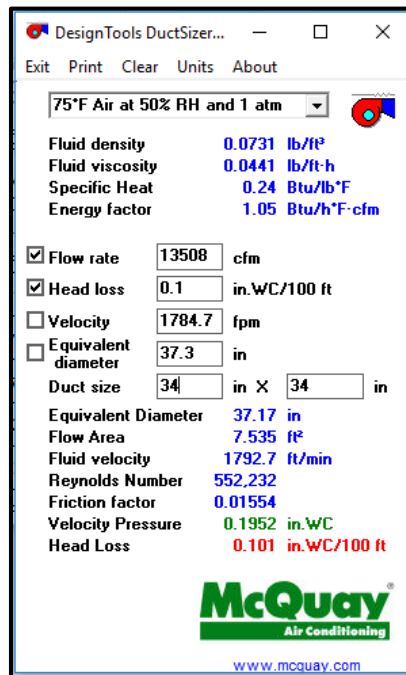 DesignTools DuctSizer...
Exit Print Clear Units About
75°F Air at 50% RH and 1 atm
Fluid density 0.0731 lb/ft³
Fluid viscosity 0.0441 lb/ft·h
Specific Heat 0.24 Btu/lb°F
Energy factor 1.05 Btu/h°F·cfm
Flow rate 13508 cfm
Head loss 0.1 in.WC/100 ft
Velocity 1784.7 fpm
Equivalent
diameter 37.3 in
Duct size 34 in X 34 in
Equivalent Diameter 37.17 in
Flow Area 7.535 ft²
Fluid velocity 1792.7 ft/min
Reynolds Number 552,232
Friction factor 0.01554
Velocity Pressure 0.1952 in.WC
Head Loss 0.101 in.WC/100 ft
McQuay
Air Conditioning
www.mcquay.com